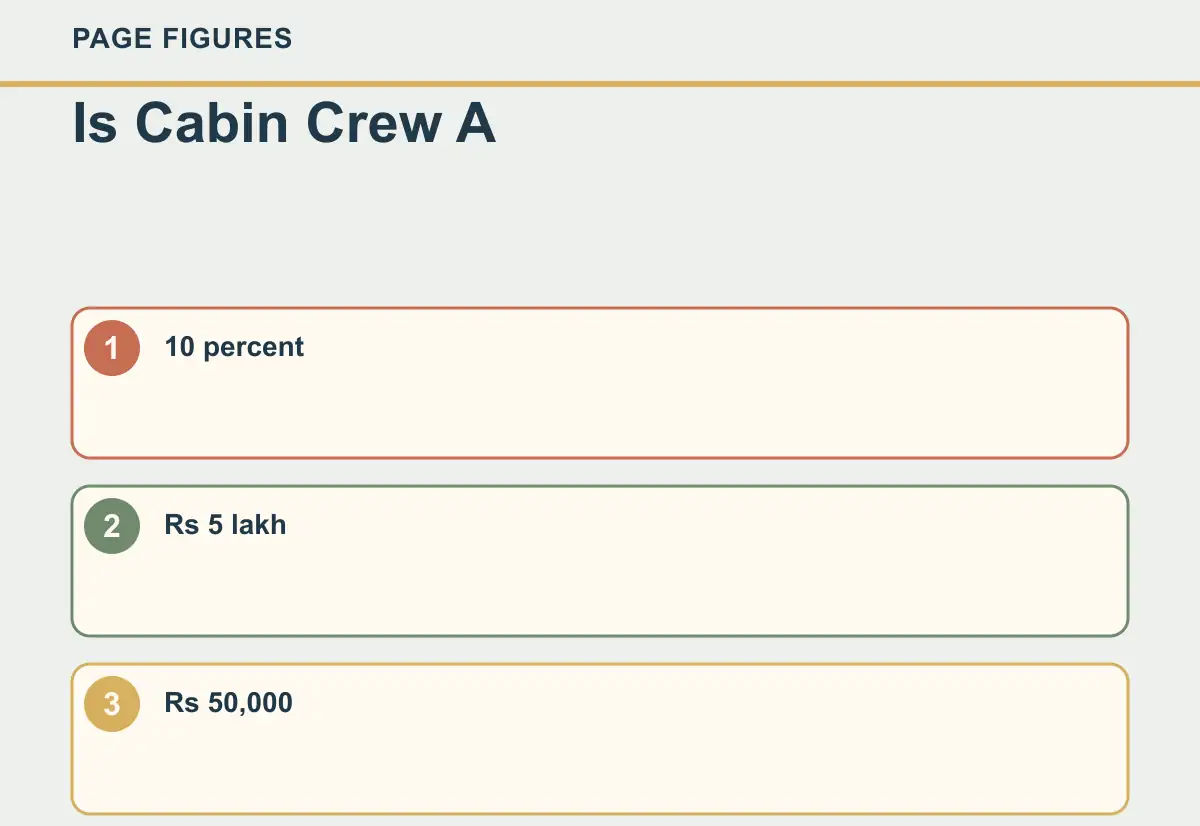 PAGE FIGURES
Is Cabin Crew A
1 10 percent
2 Rs 5 lakh
3 Rs 50,000